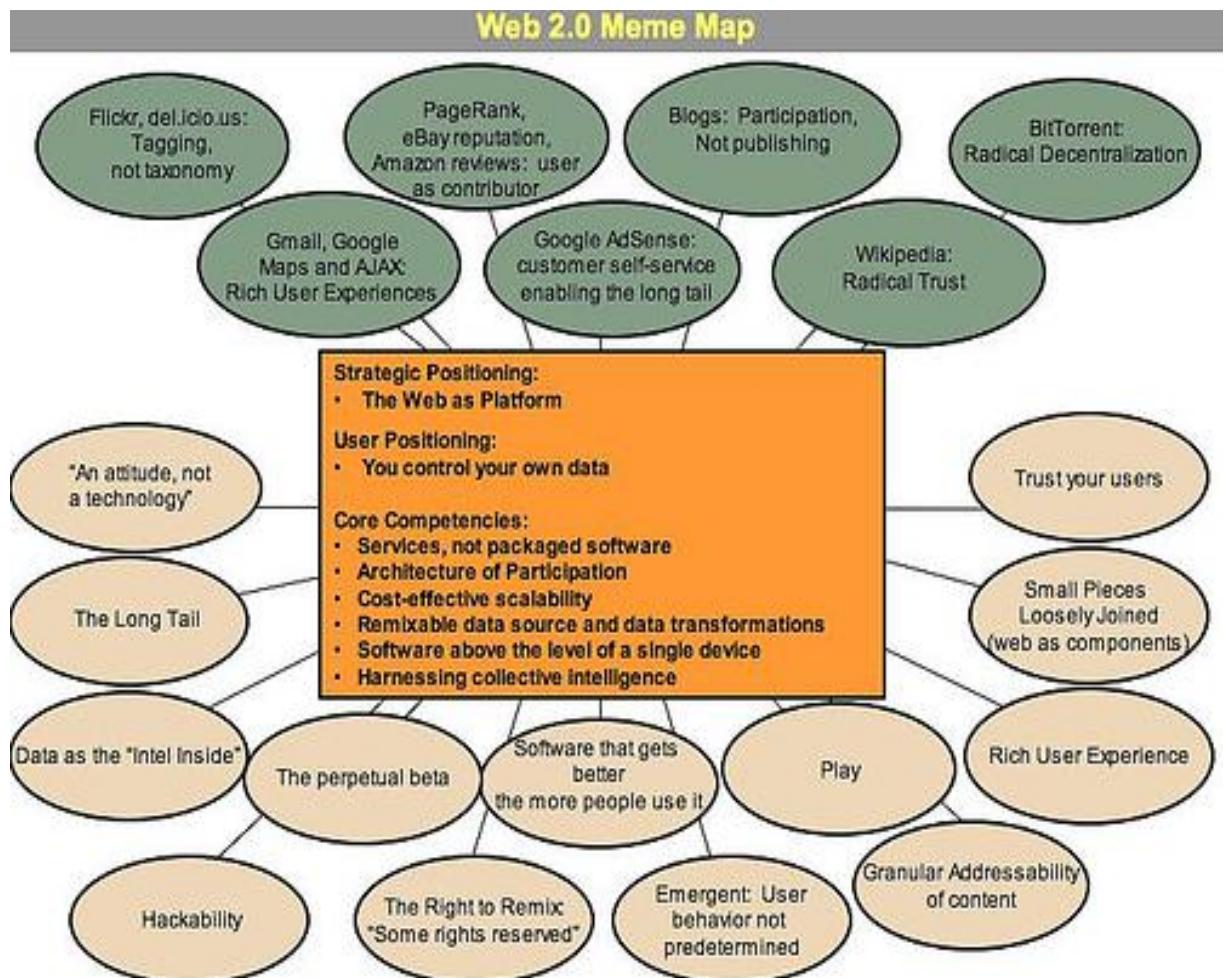 Web 2.0 Meme Map
Flickr, del.icio.us:
Tagging,
not taxonomy
PageRank,
eBay reputation,
Amazon reviews: user
as contributor
Blogs: Participation,
Not publishing
BitTorrent:
Radical Decentralization
Gmail, Google
Maps and AJAX:
Rich User Experiences
Google AdSense:
customer self-service
enabling the long tail
Wikipedia:
Radical Trust
Strategic Positioning:
• The Web as Platform
User Positioning:
• You control your own data
Core Competencies:
• Services, not packaged software
• Architecture of Participation
• Cost-effective scalability
• Remixable data source and data transformations
• Software above the level of a single device
• Harnessing collective intelligence
"An attitude, not
a technology"
Trust your users
The Long Tail
Small Pieces
Loosely Joined
(web as components)
Data as the "Intel Inside"
The perpetual beta
Software that gets
better
the more people use it
Play
Rich User Experience
Hackability
The Right to Remix:
"Some rights reserved"
Emergent: User
behavior not
predetermined
Granular Addressability
of content